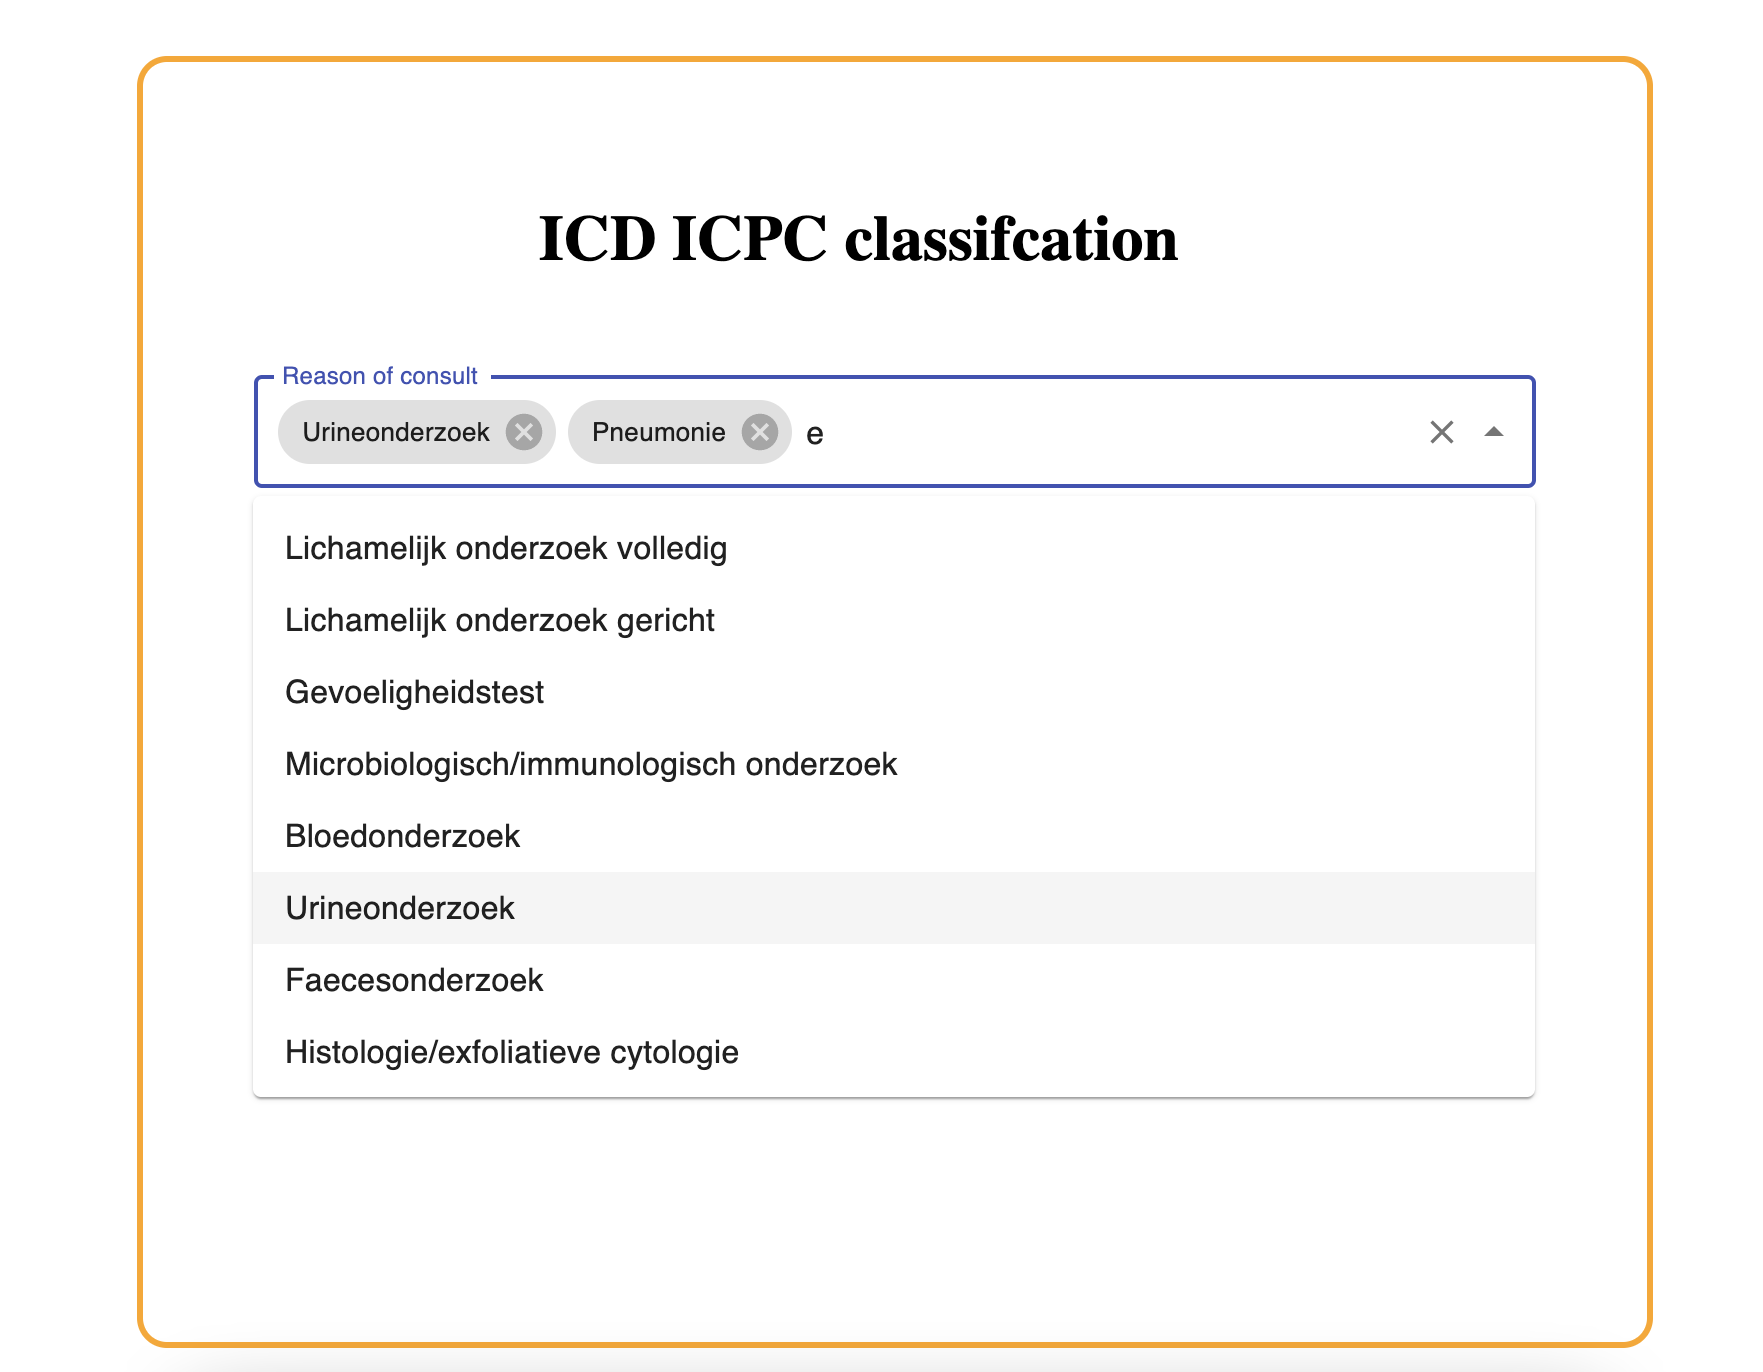 ICD ICPC classifcation
Reason of consult
Urineonderzoek Pneumonie e
Lichamelijk onderzoek volledig
Lichamelijk onderzoek gericht
Gevoeligheidstest
Microbiologisch/immunologisch onderzoek
Bloedonderzoek
Urineonderzoek
Faecesonderzoek
Histologie/exfoliatieve cytologie